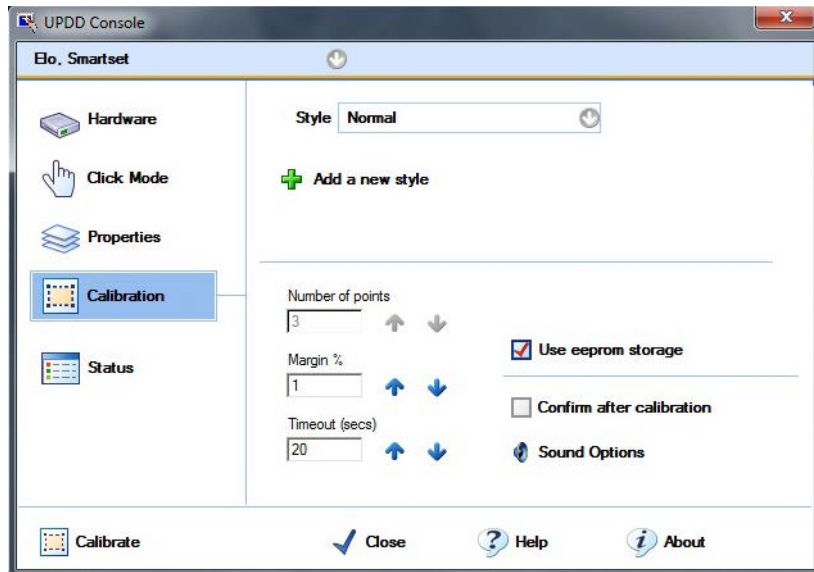 UPDD Console
Elo, Smartset
Hardware
Click Mode
Properties
Calibration
Status
Style Normal
Add a new style
Number of points
3
Margin %
1
Timeout (secs)
20
Use eeprom storage
Confirm after calibration
Sound Options
Calibrate
Close
Help
About